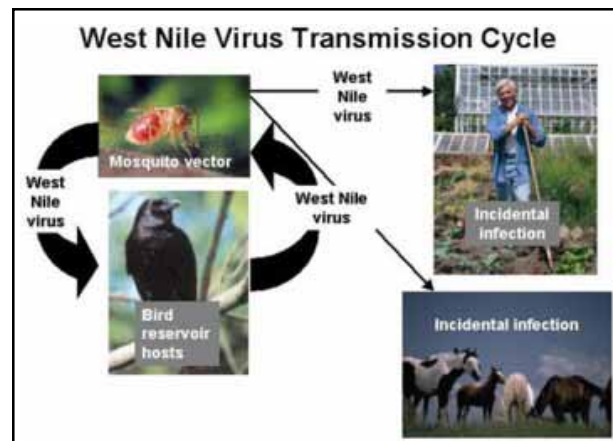 West Nile Virus Transmission Cycle
West
Nile
virus
Mosquito vector
West
Nile
virus
West Nile
virus
Bird
reservoir
hosts
Incidental
infection
Incidental infection